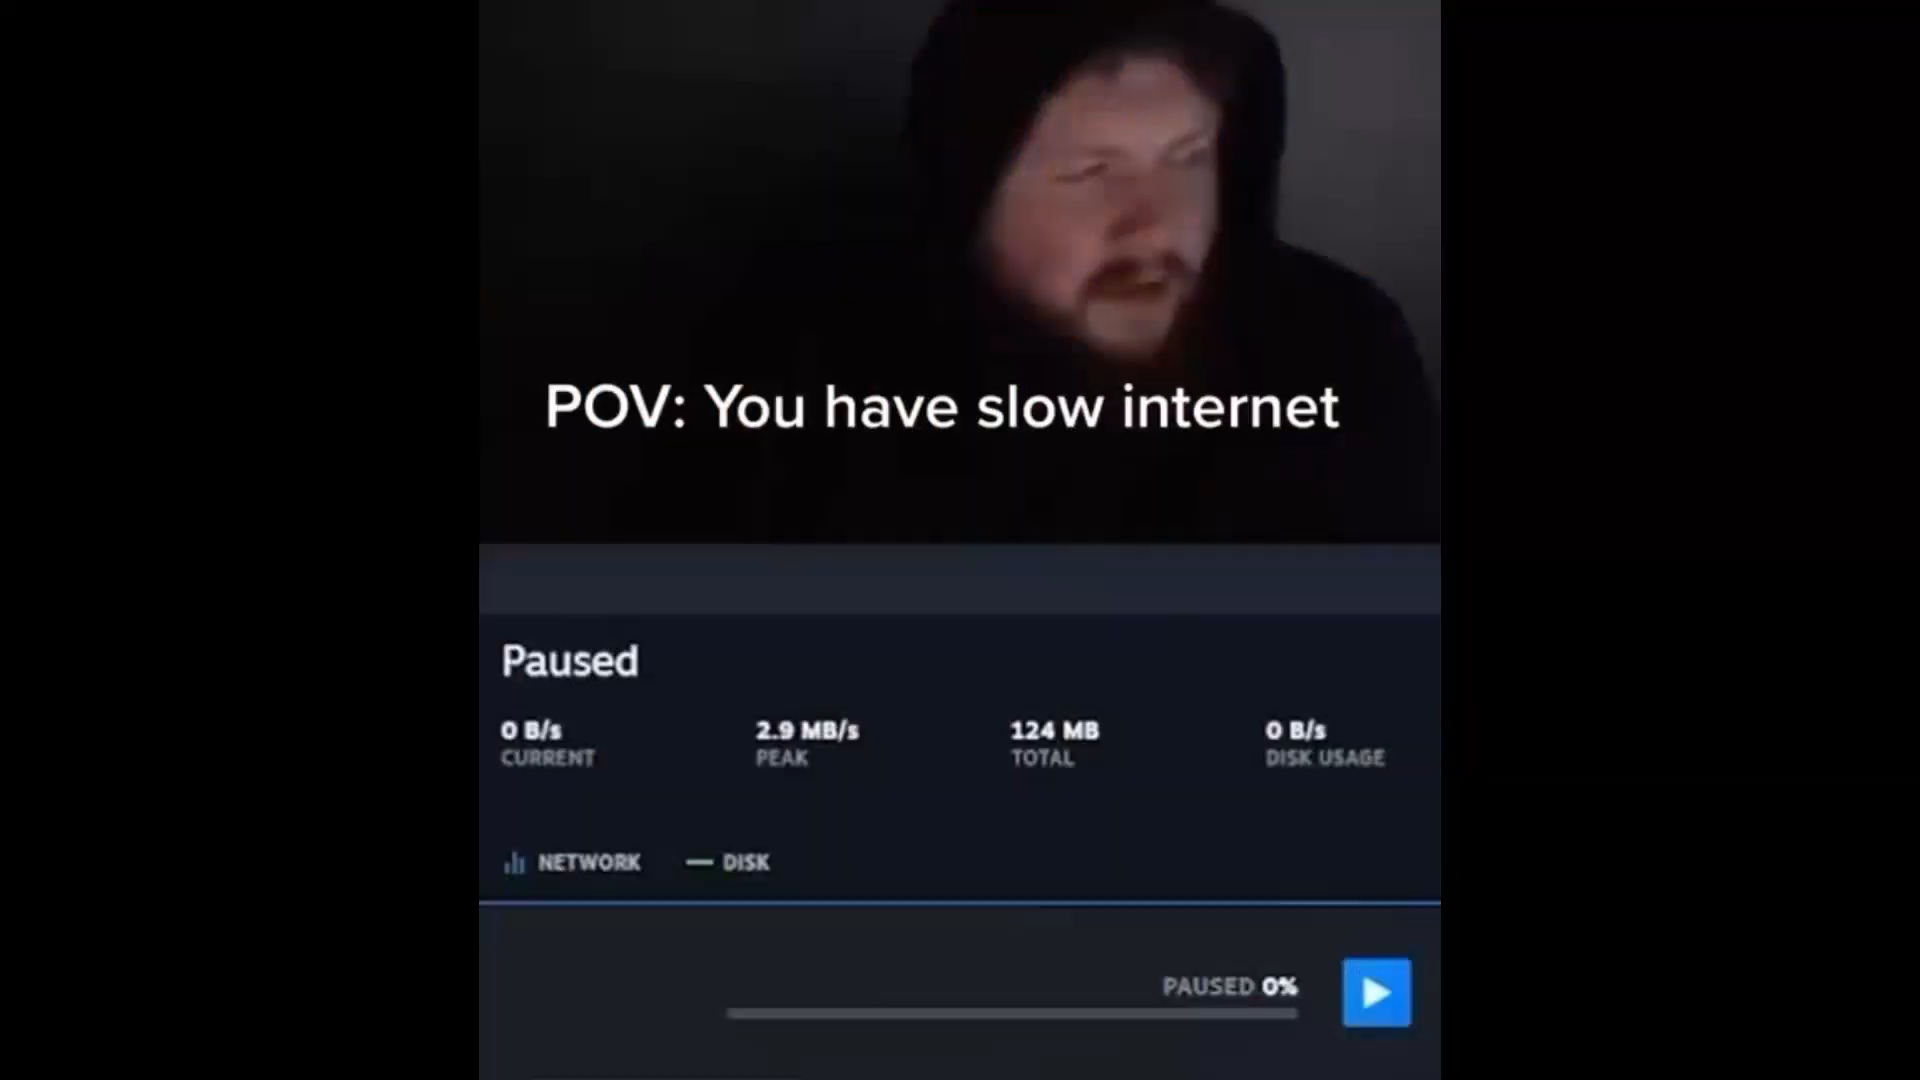 POV: You have slow internet
Paused
0 B/s 2.9 MB/s 124 MB 0 B/s
CURRENT PEAK TOTAL DISK USAGE
NETWORK DISK
PAUSED 0%